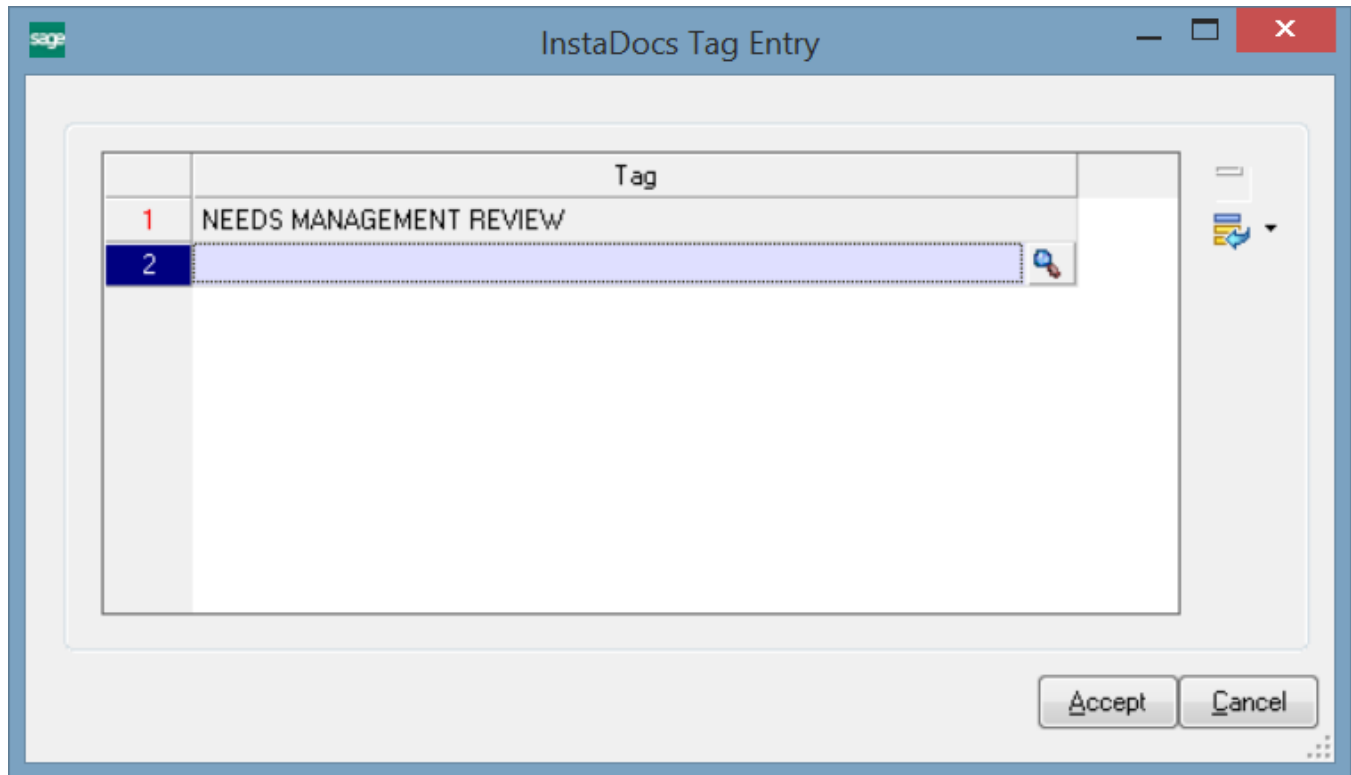 sage
InstaDocs Tag Entry
Tag
1 NEEDS MANAGEMENT REVIEW
2
Accept Cancel